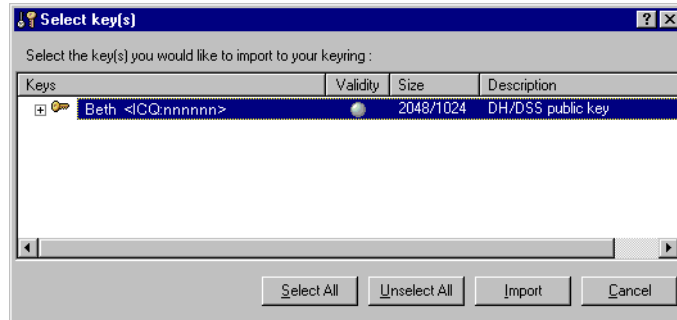 Select key(s)
Select the key(s) you would like to import to your keyring :
Keys Validity Size Description
Beth <ICQ:nnnnnn> 2048/1024 DH/DSS public key
Select All Unselect All Import Cancel